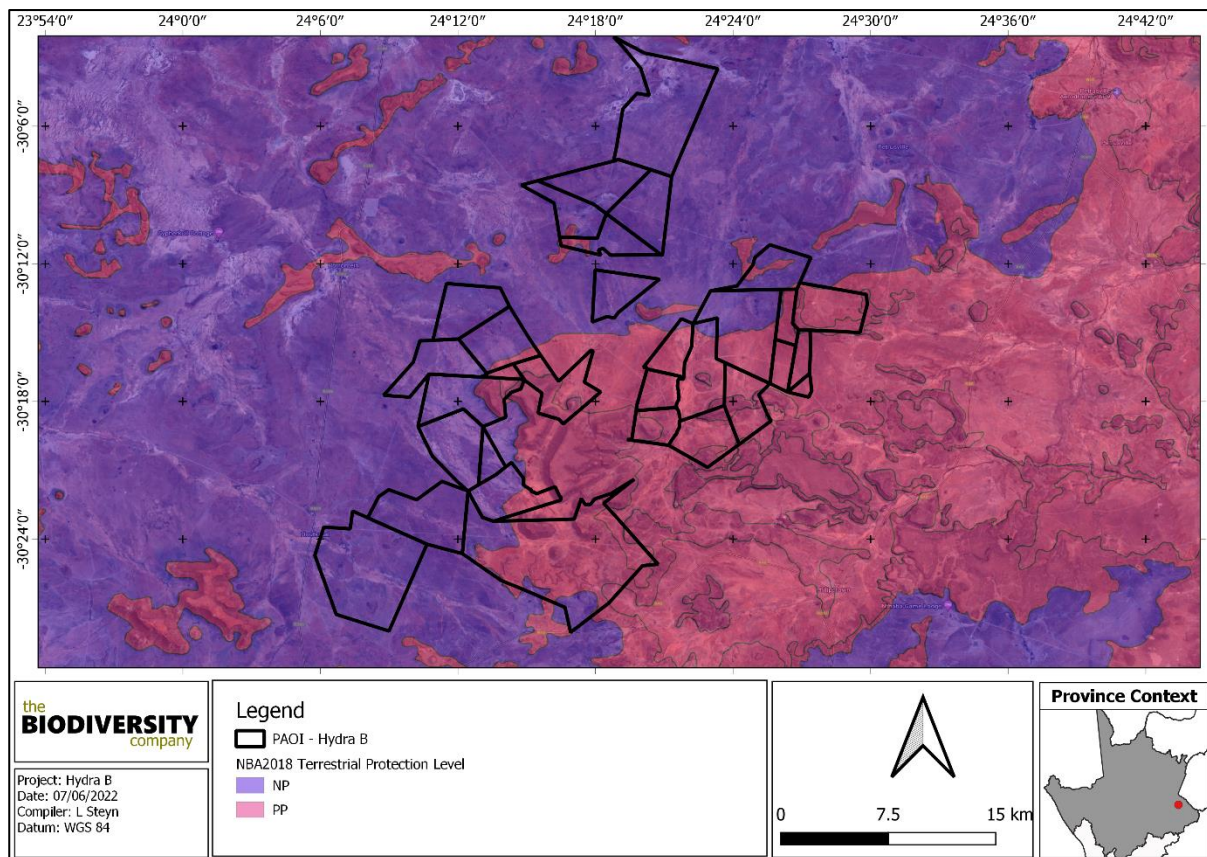 23°54′0″ 24°0′0″ 24°6′0″ 24°12′0″ 24°18′0″ 24°24′0″ 24°30′0″ 24°36′0″ 24°42′0″
-30°6′0″
-30°12′0″
-30°18′0″
-30°24′0″
the
BIODIVERSITY
company
Project: Hydra B
Date: 07/06/2022
Compiler: L Steyn
Datum: WGS 84
Legend
PAOI - Hydra B
NBA2018 Terrestrial Protection Level
NP
PP
0 7.5 15 km
Province Context